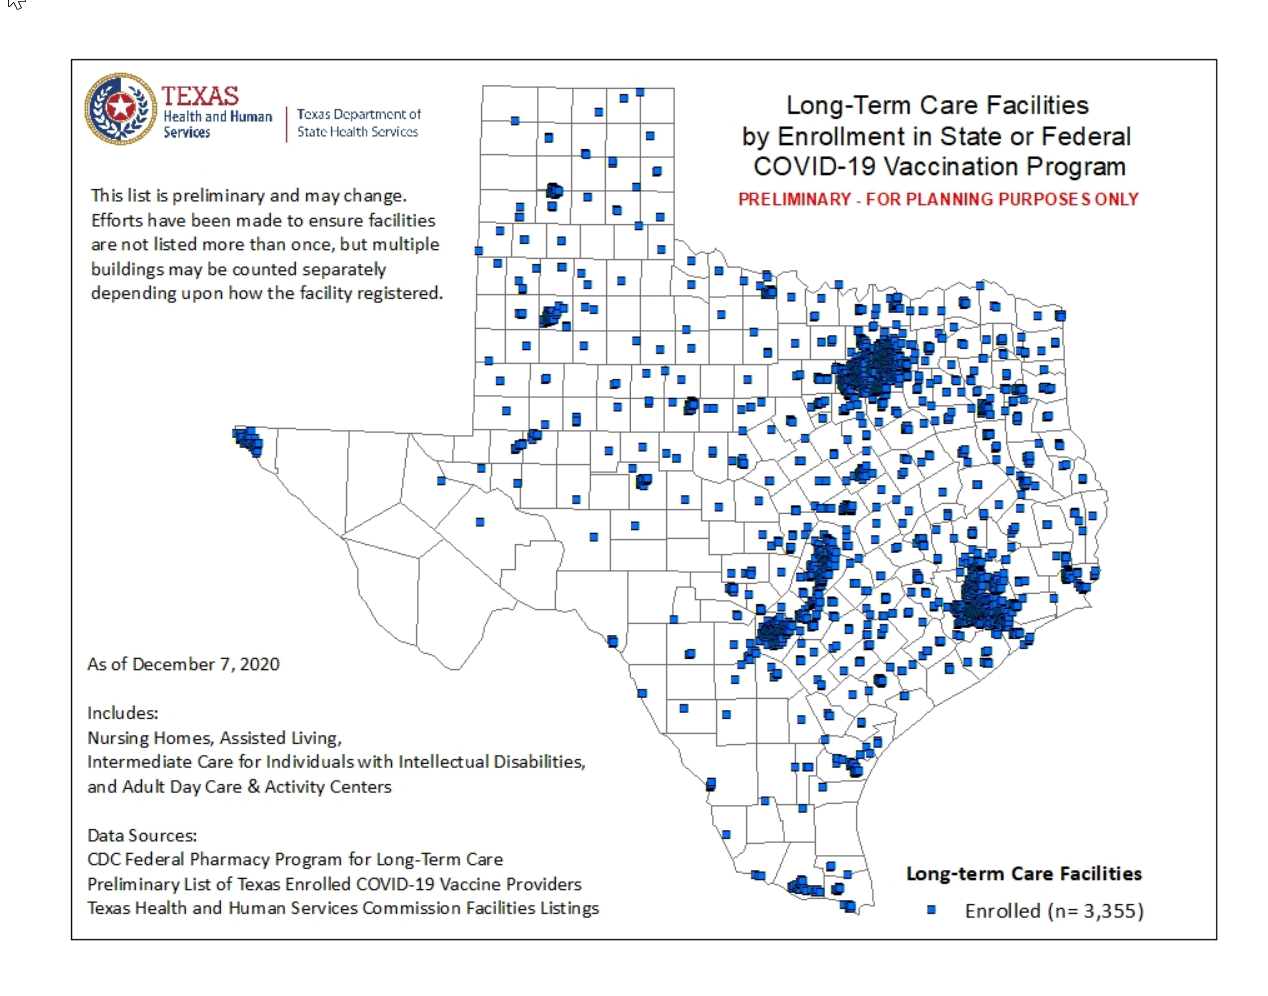 TEXAS
Health and Human
Services
Texas Department of
State Health Services
Long-Term Care Facilities
by Enrollment in State or Federal
COVID-19 Vaccination Program
PRELIMINARY - FOR PLANNING PURPOSES ONLY
This list is preliminary and may change.
Efforts have been made to ensure facilities
are not listed more than once, but multiple
buildings may be counted separately
depending upon how the facility registered.
As of December 7, 2020
Includes:
Nursing Homes, Assisted Living,
Intermediate Care for Individuals with Intellectual Disabilities,
and Adult Day Care & Activity Centers
Data Sources:
CDC Federal Pharmacy Program for Long-Term Care
Preliminary List of Texas Enrolled COVID-19 Vaccine Providers
Texas Health and Human Services Commission Facilities Listings
Long-term Care Facilities
Enrolled (n= 3,355)